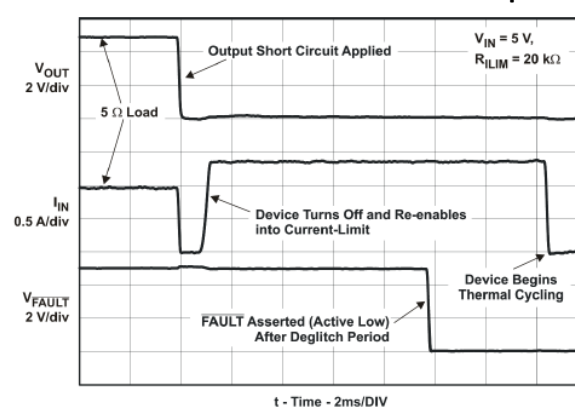 Output Short Circuit Applied
V_IN = 5 V,
R_ILIM = 20 kΩ
V_OUT
2 V/div
5 Ω Load
I_IN
0.5 A/div
Device Turns Off and Re-enables
into Current-Limit
V_F̅A̅U̅L̅T̅
2 V/div
F̅A̅U̅L̅T̅ Asserted (Active Low)
After Deglitch Period
Device Begins
Thermal Cycling
t - Time - 2ms/DIV